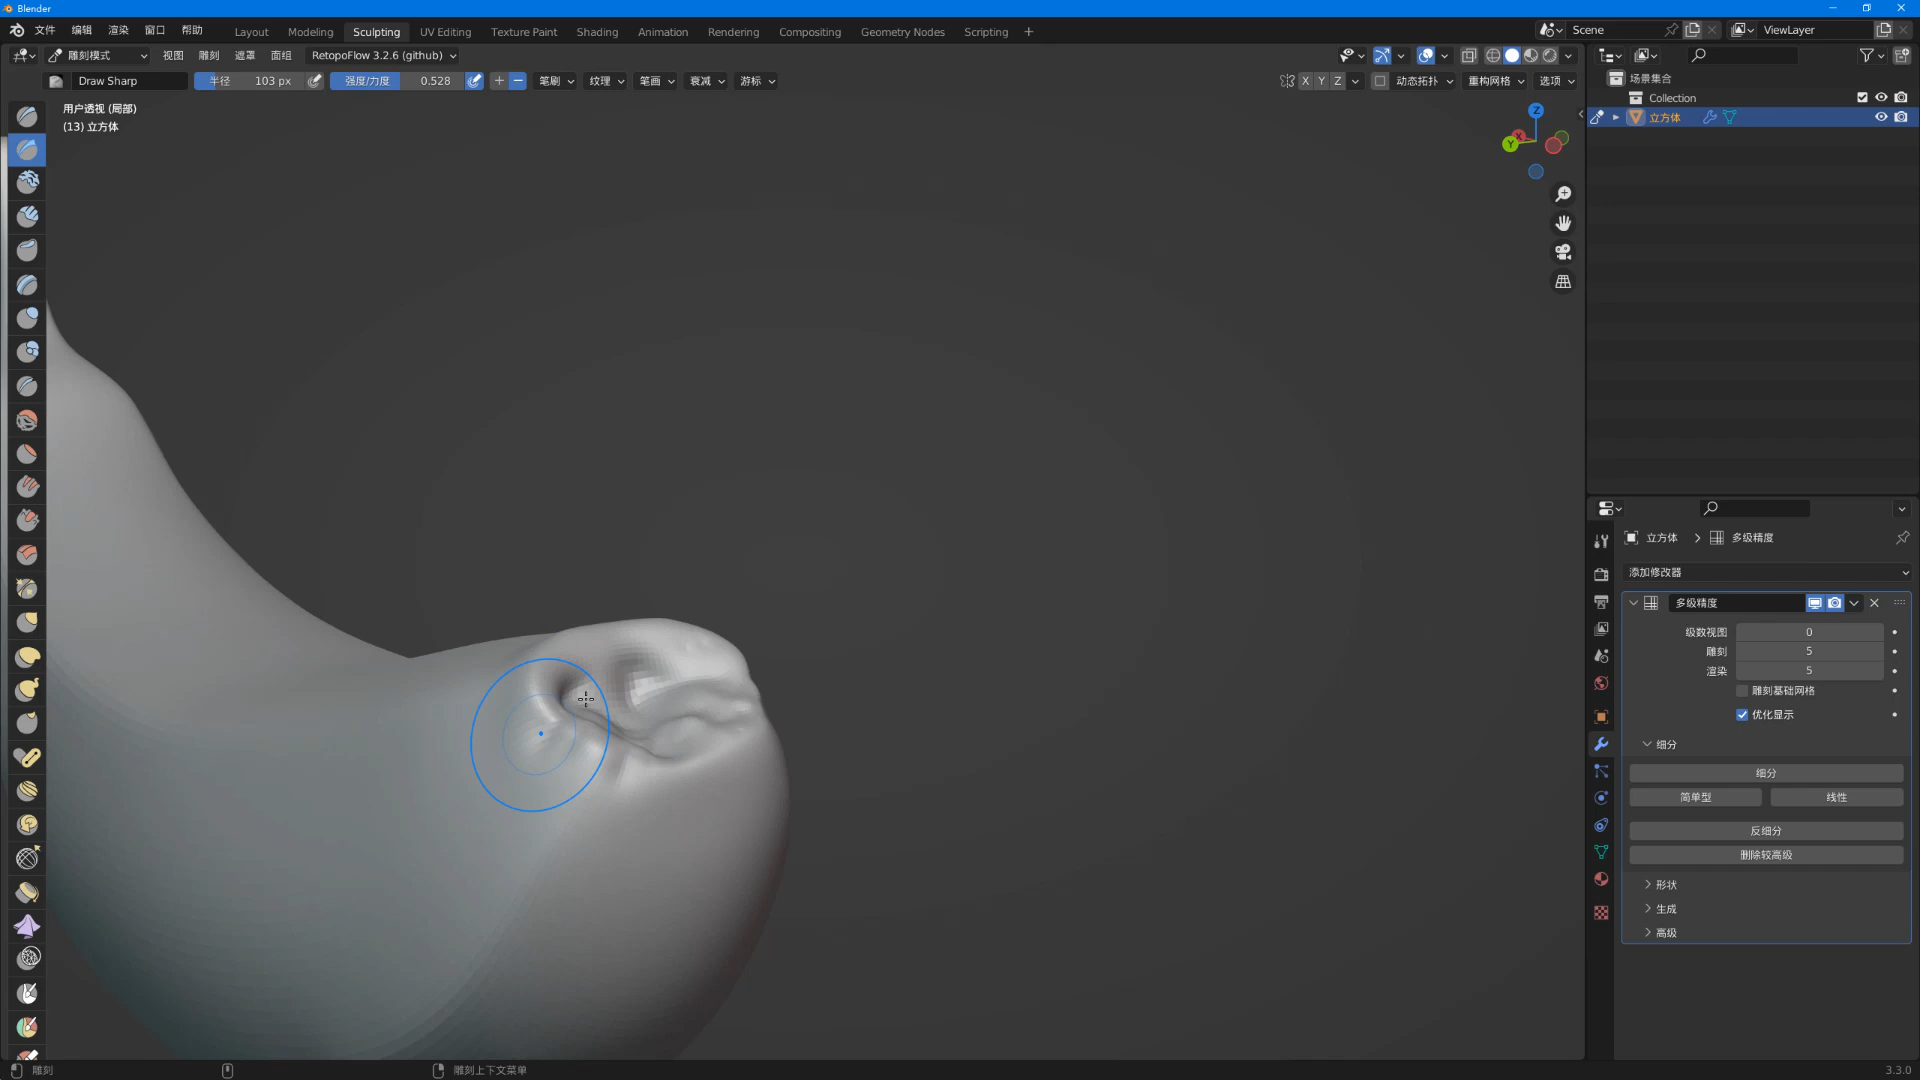 Blender
文件 编辑 渲染 窗口 帮助 Layout Modeling Sculpting UV Editing Texture Paint Shading Animation Rendering Compositing Geometry Nodes Scripting + Scene ViewLayer
雕刻模式 视图 雕刻 遮罩 面组 RetopoFlow 3.2.6 (github)
Draw Sharp 半径 103 px 强度/力度 0.528 笔刷 纹理 笔画 衰减 游标 X Y Z 动态拓扑 重构网格 选项
用户透视 (局部)
(13) 立方体
Z
X
Y
场景集合
Collection
立方体
立方体 > 多级精度
添加修改器
多级精度
级数视图 0
雕刻 5
渲染 5
雕刻基础网格
优化显示
细分
细分
简单型 线性
反细分
删除较高级
形状
生成
高级
雕刻 雕刻上下文菜单 3.3.0